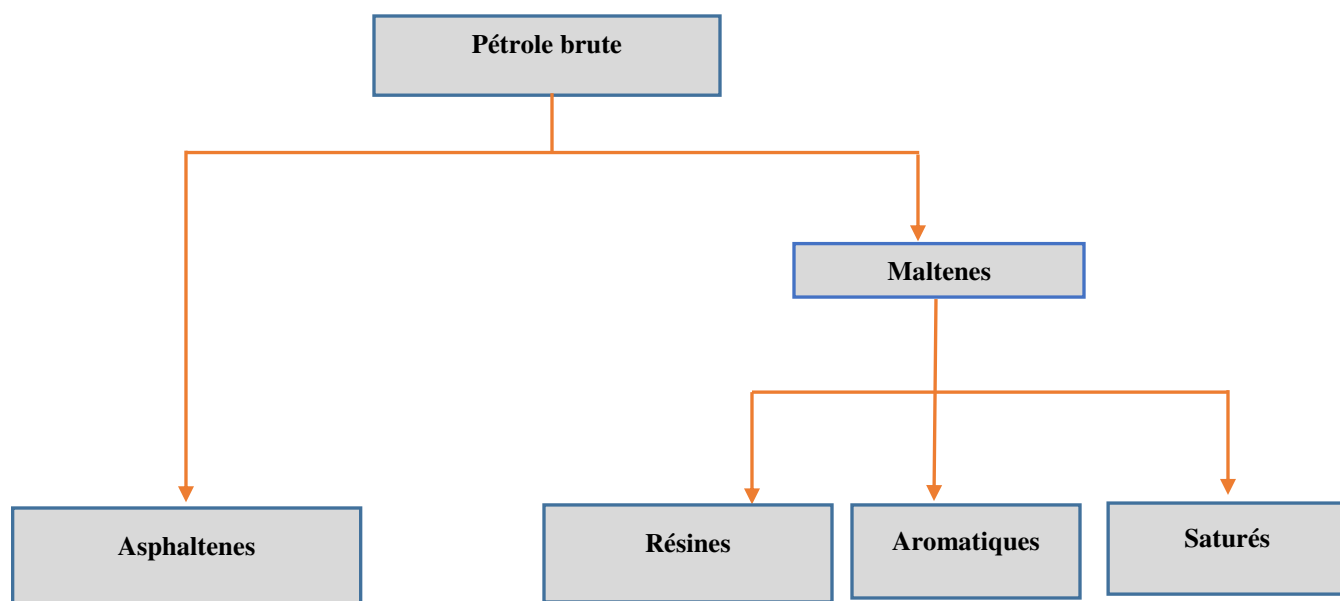 Pétrole brute
Maltenes
Asphaltenes
Résines
Aromatiques
Saturés